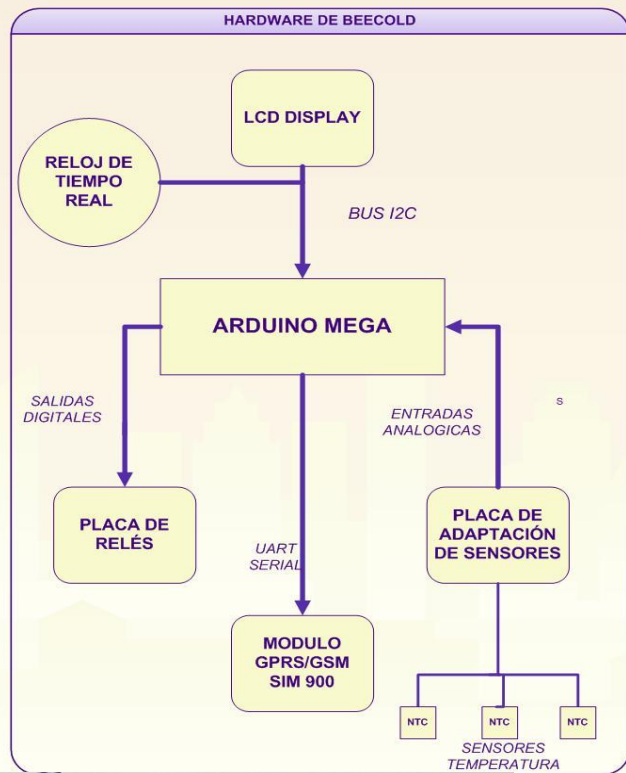 HARDWARE DE BEECOLD
LCD DISPLAY
RELOJ DE
TIEMPO
REAL
BUS I2C
ARDUINO MEGA
SALIDAS
DIGITALES
ENTRADAS
ANALOGICAS
S
PLACA DE
RELÉS
UART
SERIAL
PLACA DE
ADAPTACIÓN
DE SENSORES
MODULO
GPRS/GSM
SIM 900
NTC
NTC
NTC
SENSORES
TEMPERATURA